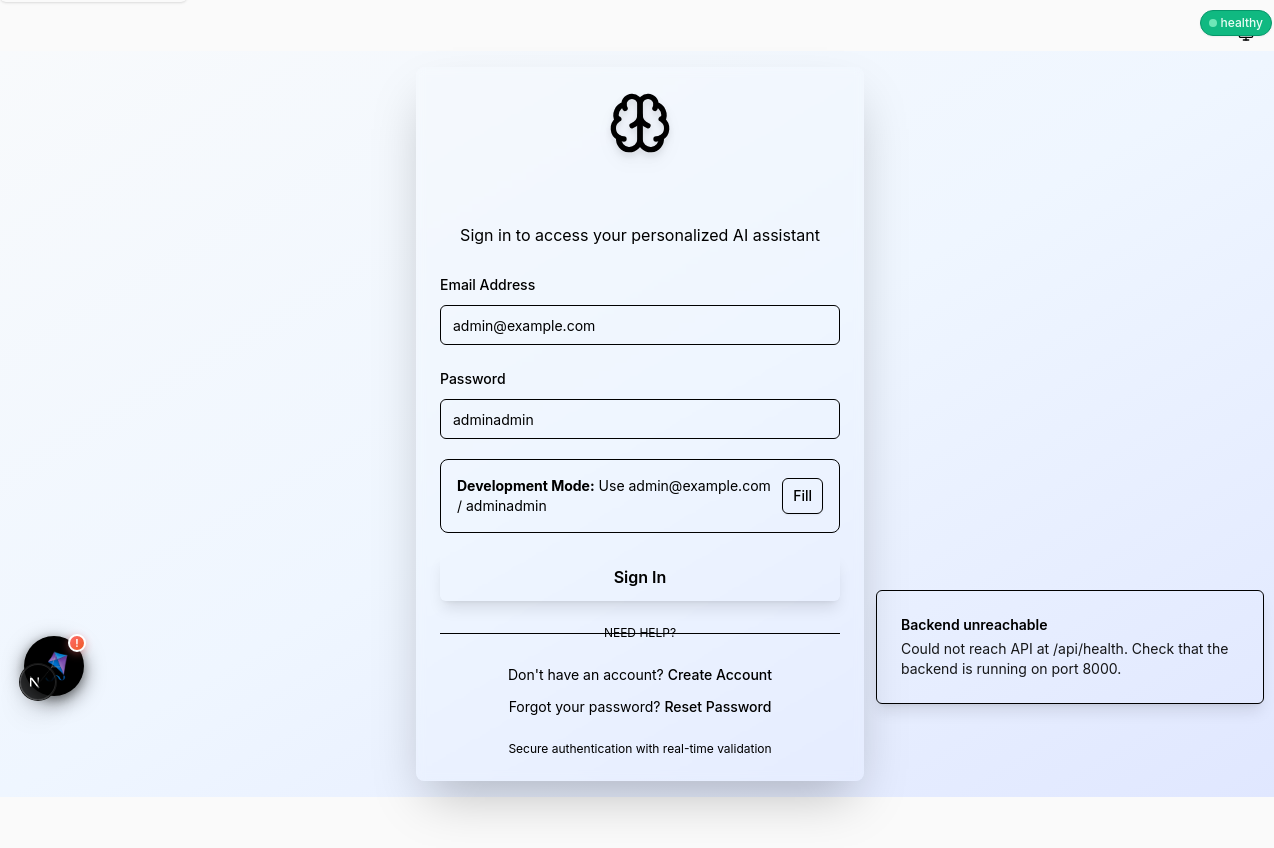 healthy
Sign in to access your personalized AI assistant
Email Address
admin@example.com
Password
adminadmin
Development Mode: Use admin@example.com
/ adminadmin
Fill
Sign In
NEED HELP?
Don't have an account? Create Account
Forgot your password? Reset Password
Secure authentication with real-time validation
Backend unreachable
Could not reach API at /api/health. Check that the
backend is running on port 8000.
!
N